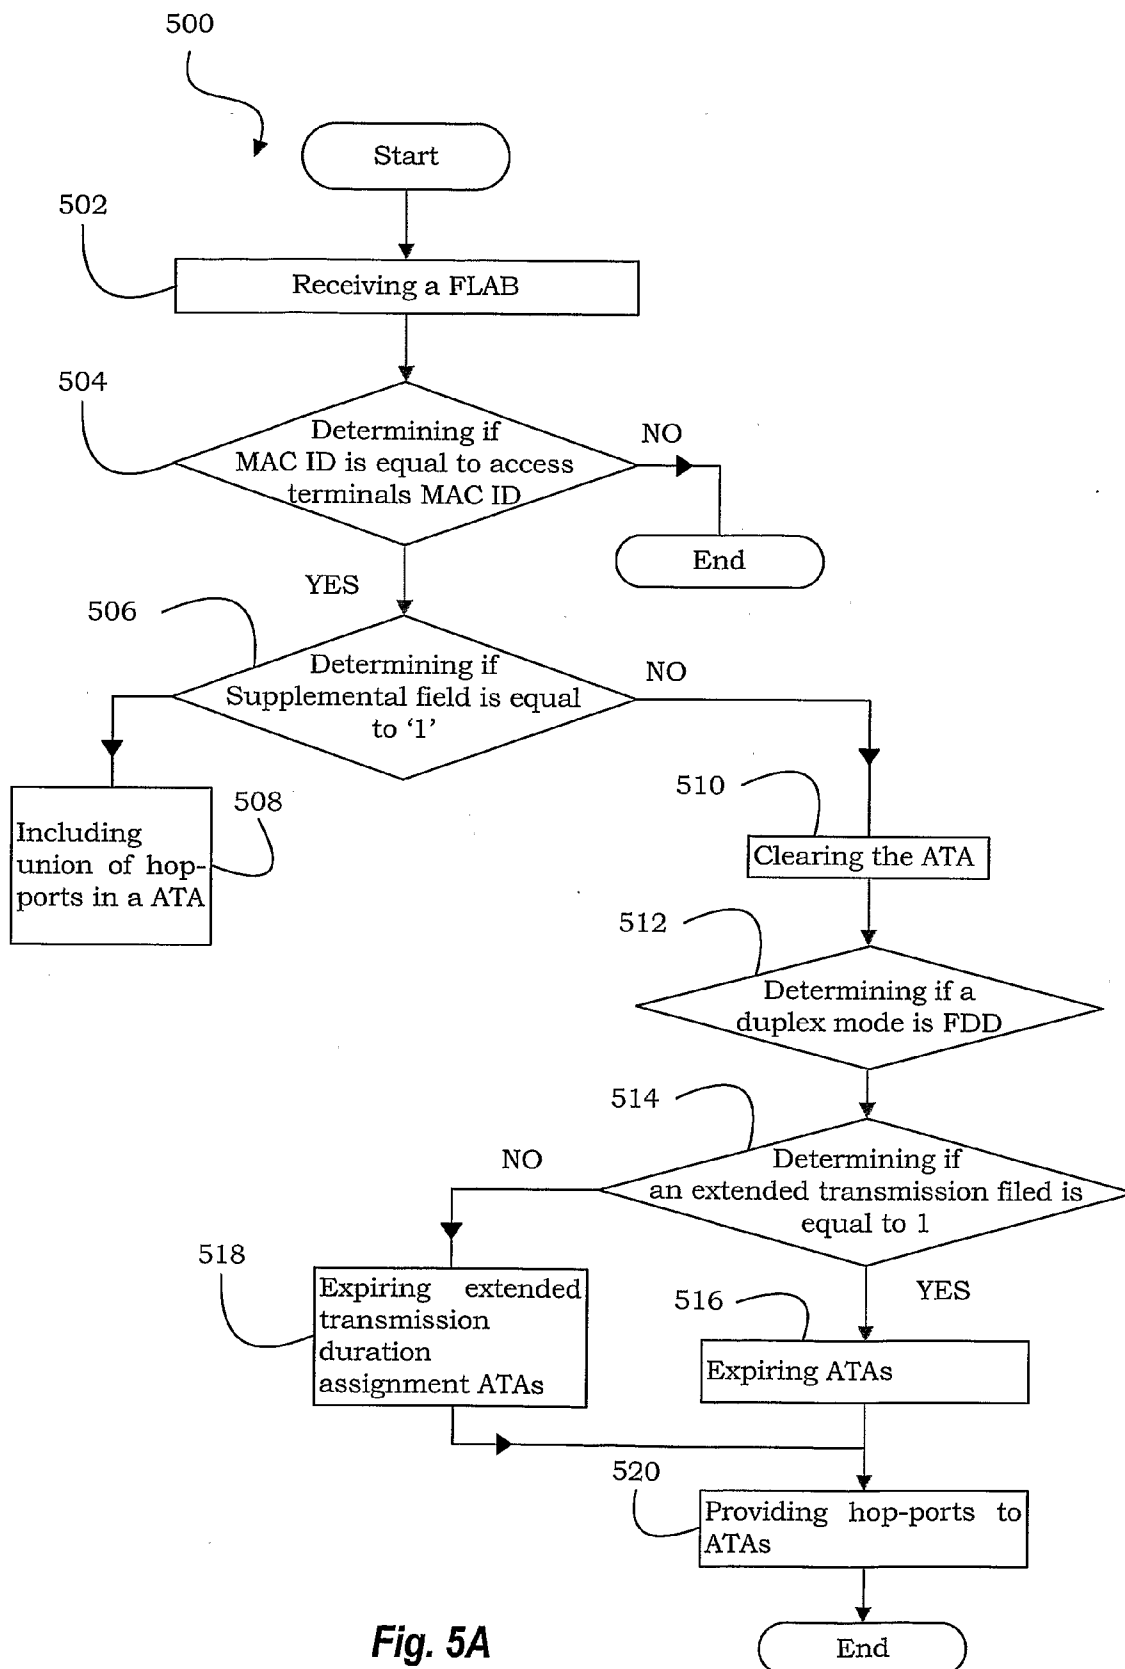 500
Start
502
Receiving a FLAB
504
Determining if
MAC ID is equal to access
terminals MAC ID
NO
End
YES
506
Determining if
Supplemental field is equal
to ‘1’
NO
508
Including
union of hop-
ports in a ATA
510
Clearing the ATA
512
Determining if a
duplex mode is FDD
514
Determining if
an extended transmission filed is
equal to 1
NO
YES
518
Expiring extended
transmission
duration
assignment ATAs
516
Expiring ATAs
520
Providing hop-ports to
ATAs
End
Fig. 5A